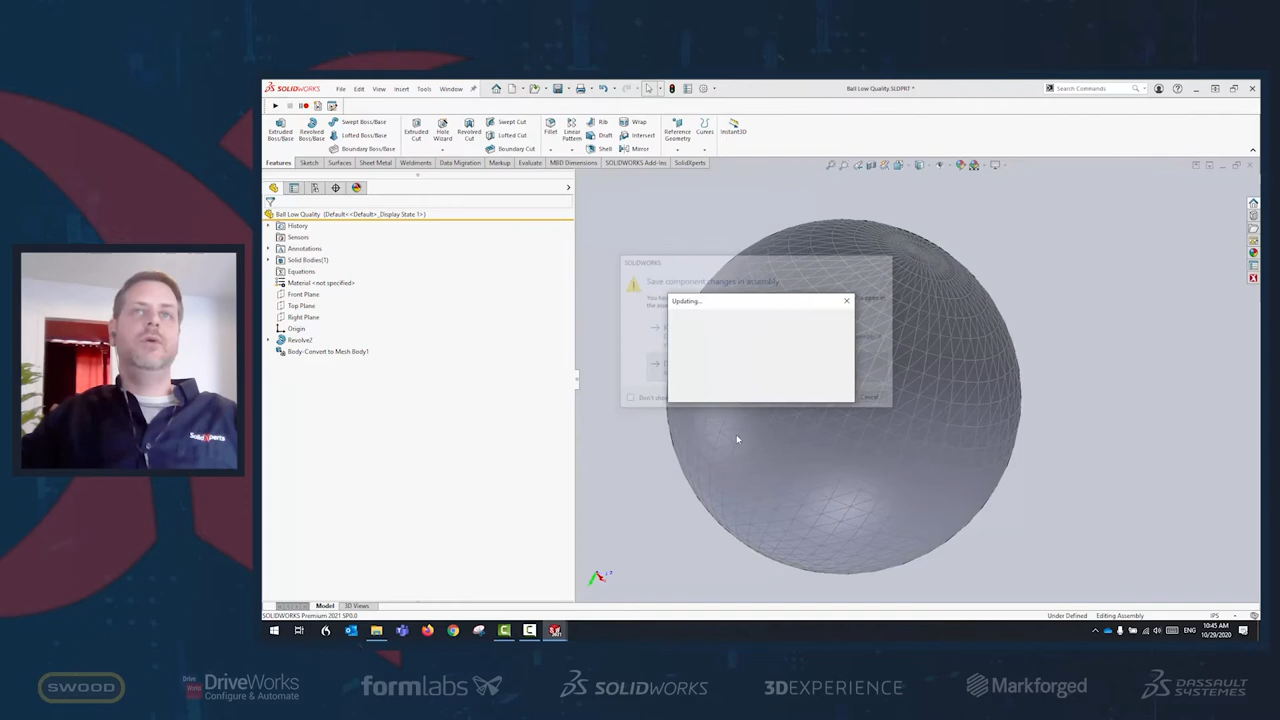 SOLIDWORKS File Edit View Insert Tools Window Ball Low Quality.SLDPRT * Search Commands
Extruded Boss/Base Revolved Boss/Base Swept Boss/Base Lofted Boss/Base Boundary Boss/Base Extruded Cut Hole Wizard Revolved Cut Swept Cut Lofted Cut Boundary Cut Fillet Linear Pattern Rib Draft Shell Wrap Intersect Mirror Reference Geometry Curves Instant3D
Features Sketch Surfaces Sheet Metal Weldments Data Migration Markup Evaluate MBD Dimensions SOLIDWORKS Add-Ins SolidXperts
Ball Low Quality (Default<<Default>_Display State 1>)
History
Sensors
Annotations
Solid Bodies(1)
Equations
Material <not specified>
Front Plane
Top Plane
Right Plane
Origin
Revolve2
Body-Convert to Mesh Body1
SOLIDWORKS
Save component changes in assembly
Updating...
Cancel
SolidXperts
Model 3D Views
SOLIDWORKS Premium 2021 SP0.0 Under Defined Editing Assembly IPS
ENG 10:45 AM
10/29/2020
SWOOD
DriveWorks
Configure & Automate
formlabs
SOLIDWORKS
3DEXPERIENCE
Markforged
DASSAULT
SYSTEMES